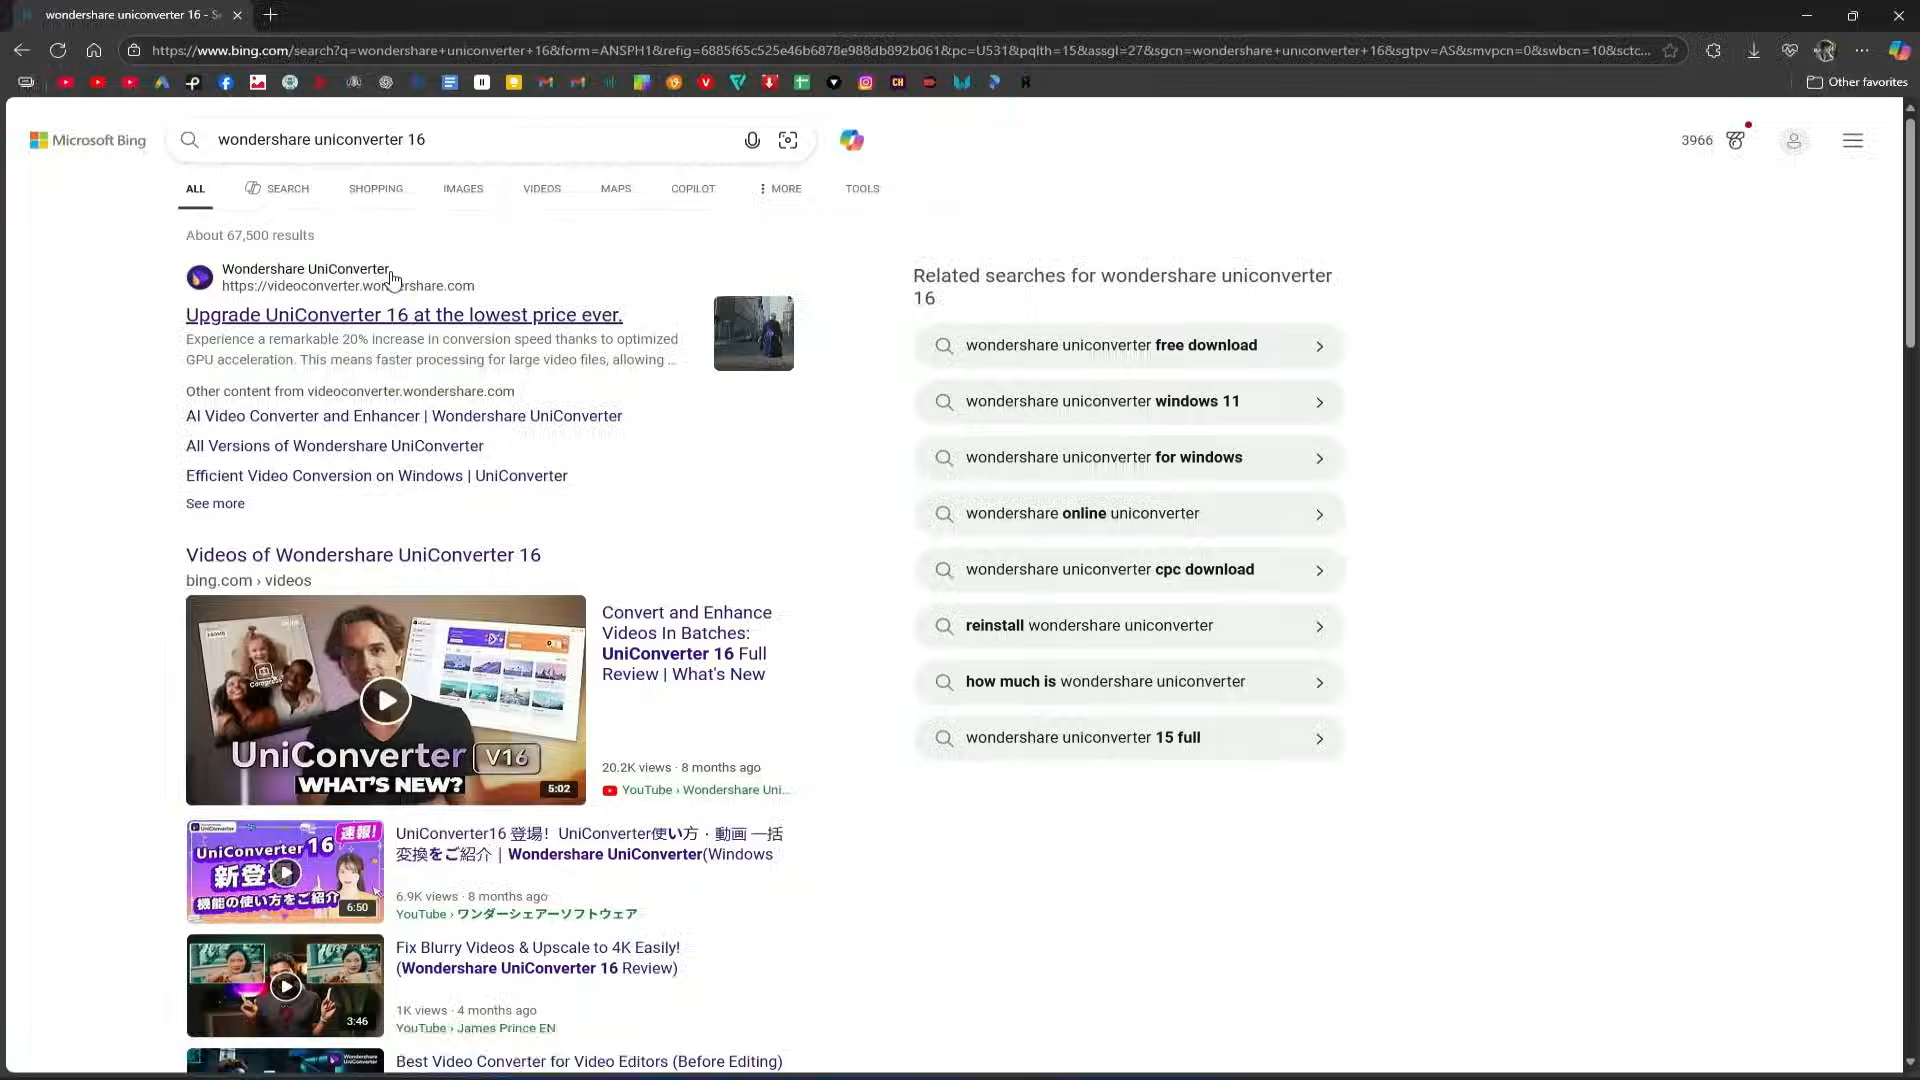 wondershare uniconverter 16 - S
https://www.bing.com/search?q=wondershare+uniconverter+16&form=ANSPH1&refig=6885f65c525e46b6878e988db892b061&pc=U531&pqlth=15&assgl=27&sgcn=wondershare+uniconverter+16&sgtpv=AS&smvpcn=0&swbcn=10&sctc...
Other favorites
Microsoft Bing
wondershare uniconverter 16
3966
ALL
SEARCH
SHOPPING
IMAGES
VIDEOS
MAPS
COPILOT
MORE
TOOLS
About 67,500 results
Wondershare UniConverter
https://videoconverter.wondershare.com
Upgrade UniConverter 16 at the lowest price ever.
Experience a remarkable 20% increase in conversion speed thanks to optimized
GPU acceleration. This means faster processing for large video files, allowing ...
Other content from videoconverter.wondershare.com
AI Video Converter and Enhancer | Wondershare UniConverter
All Versions of Wondershare UniConverter
Efficient Video Conversion on Windows | UniConverter
See more
Videos of Wondershare UniConverter 16
bing.com › videos
UniConverter V16
WHAT'S NEW?
5:02
Convert and Enhance
Videos In Batches:
UniConverter 16 Full
Review | What's New
20.2K views · 8 months ago
YouTube › Wondershare Uni...
UniConverter 16
速報!
機能の使い方をご紹介
6:50
UniConverter16 登場! UniConverter使い方・動画 一括
変換をご紹介 | Wondershare UniConverter(Windows
6.9K views · 8 months ago
YouTube › ワンダーシェアーソフトウェア
3:46
Fix Blurry Videos & Upscale to 4K Easily!
(Wondershare UniConverter 16 Review)
1K views · 4 months ago
YouTube › James Prince EN
Best Video Converter for Video Editors (Before Editing)
Related searches for wondershare uniconverter
16
wondershare uniconverter free download
wondershare uniconverter windows 11
wondershare uniconverter for windows
wondershare online uniconverter
wondershare uniconverter cpc download
reinstall wondershare uniconverter
how much is wondershare uniconverter
wondershare uniconverter 15 full